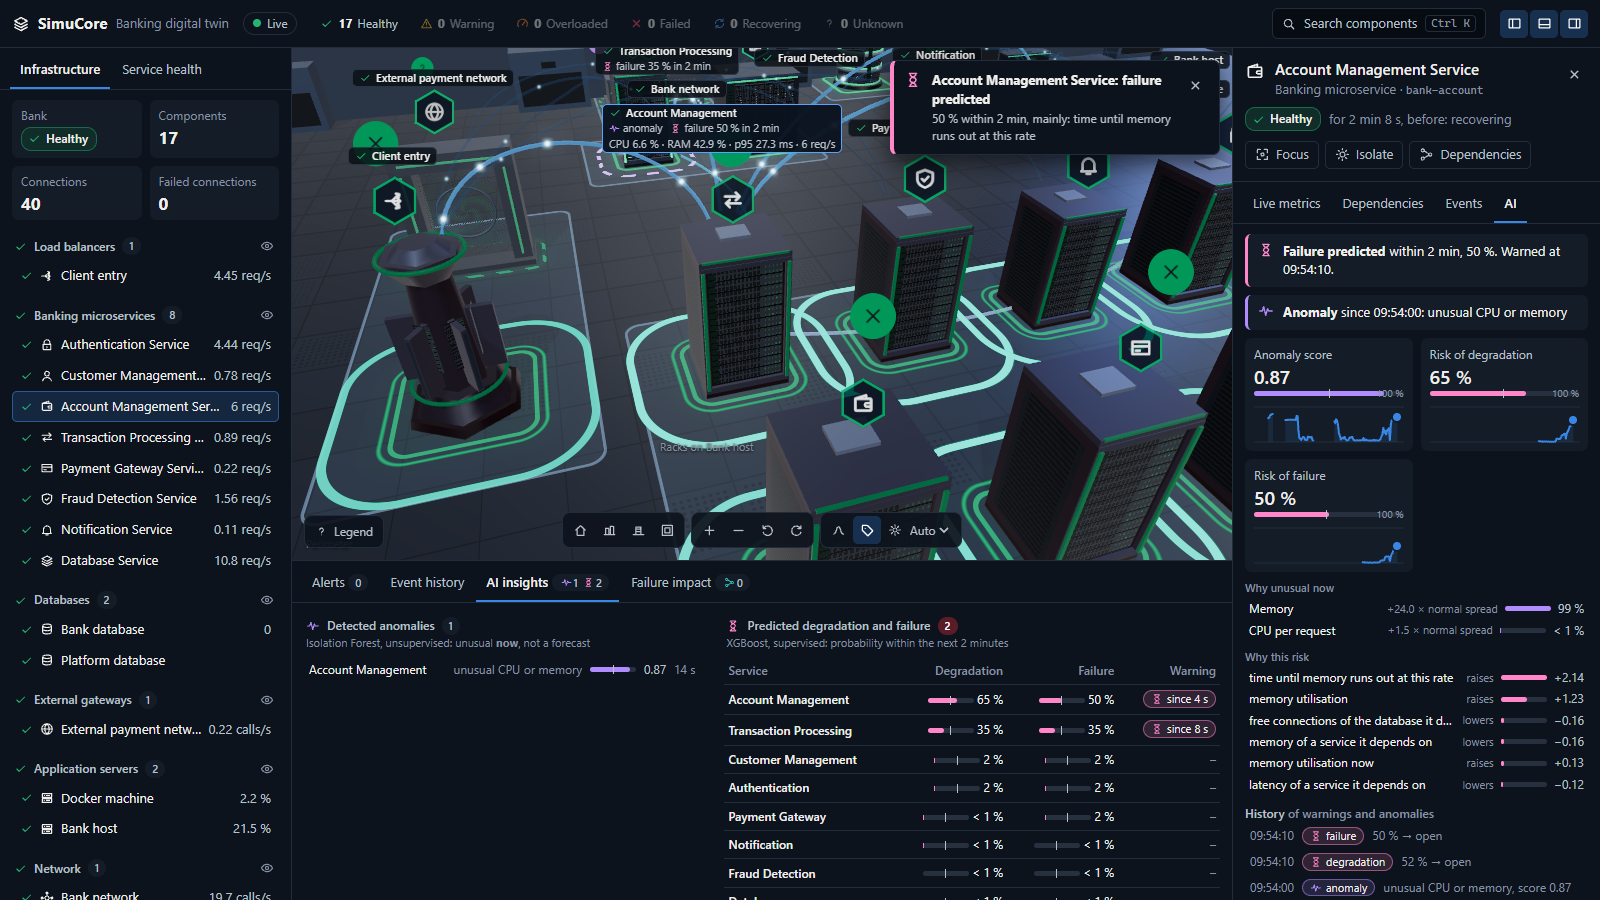 SimuCore Banking digital twin Live 17 Healthy 0 Warning 0 Overloaded 0 Failed 0 Recovering ? 0 Unknown Search components Ctrl K
Infrastructure Service health
Bank
Healthy
Components
17
Connections
40
Failed connections
0
Load balancers 1
Client entry 4.45 req/s
Banking microservices 8
Authentication Service 4.44 req/s
Customer Management... 0.78 req/s
Account Management Ser... 6 req/s
Transaction Processing ... 0.89 req/s
Payment Gateway Servi... 0.22 req/s
Fraud Detection Service 1.56 req/s
Notification Service 0.11 req/s
Database Service 10.8 req/s
Databases 2
Bank database 0
Platform database
External gateways 1
External payment netw... 0.22 calls/s
Application servers 2
Docker machine 2.2 %
Bank host 21.5 %
Network 1
Bank network 19.7 calls/s
Transaction Processing
failure 35 % in 2 min
Fraud Detection
Notification
Bank host
External payment network
Bank network
Account Management
anomaly failure 50 % in 2 min
CPU 6.6 % · RAM 42.9 % · p95 27.3 ms · 6 req/s
Client entry
Pay
Account Management Service: failure
predicted
50 % within 2 min, mainly: time until memory
runs out at this rate
Racks on Bank host
? Legend
Auto
Alerts 0 Event history AI insights 1 2 Failure impact 0
Detected anomalies 1
Isolation Forest, unsupervised: unusual now, not a forecast
Account Management unusual CPU or memory 0.87 14 s
Predicted degradation and failure 2
XGBoost, supervised: probability within the next 2 minutes
Service Degradation Failure Warning
Account Management 65 % 50 % since 4 s
Transaction Processing 35 % 35 % since 8 s
Customer Management 2 % 2 % –
Authentication 2 % 2 % –
Payment Gateway < 1 % 2 % –
Notification < 1 % < 1 % –
Fraud Detection < 1 % < 1 % –
Account Management Service
Banking microservice · bank-account
Healthy for 2 min 8 s, before: recovering
Focus Isolate Dependencies
Live metrics Dependencies Events AI
Failure predicted within 2 min, 50 %. Warned at
09:54:10.
Anomaly since 09:54:00: unusual CPU or memory
Anomaly score
0.87
100 %
Risk of degradation
65 %
100 %
Risk of failure
50 %
100 %
Why unusual now
Memory +24.0 × normal spread 99 %
CPU per request +1.5 × normal spread < 1 %
Why this risk
time until memory runs out at this rate raises +2.14
memory utilisation raises +1.23
free connections of the database it d... lowers −0.16
memory of a service it depends on lowers −0.16
memory utilisation now raises +0.13
latency of a service it depends on lowers −0.12
History of warnings and anomalies
09:54:10 failure 50 % → open
09:54:10 degradation 52 % → open
09:54:00 anomaly unusual CPU or memory, score 0.87